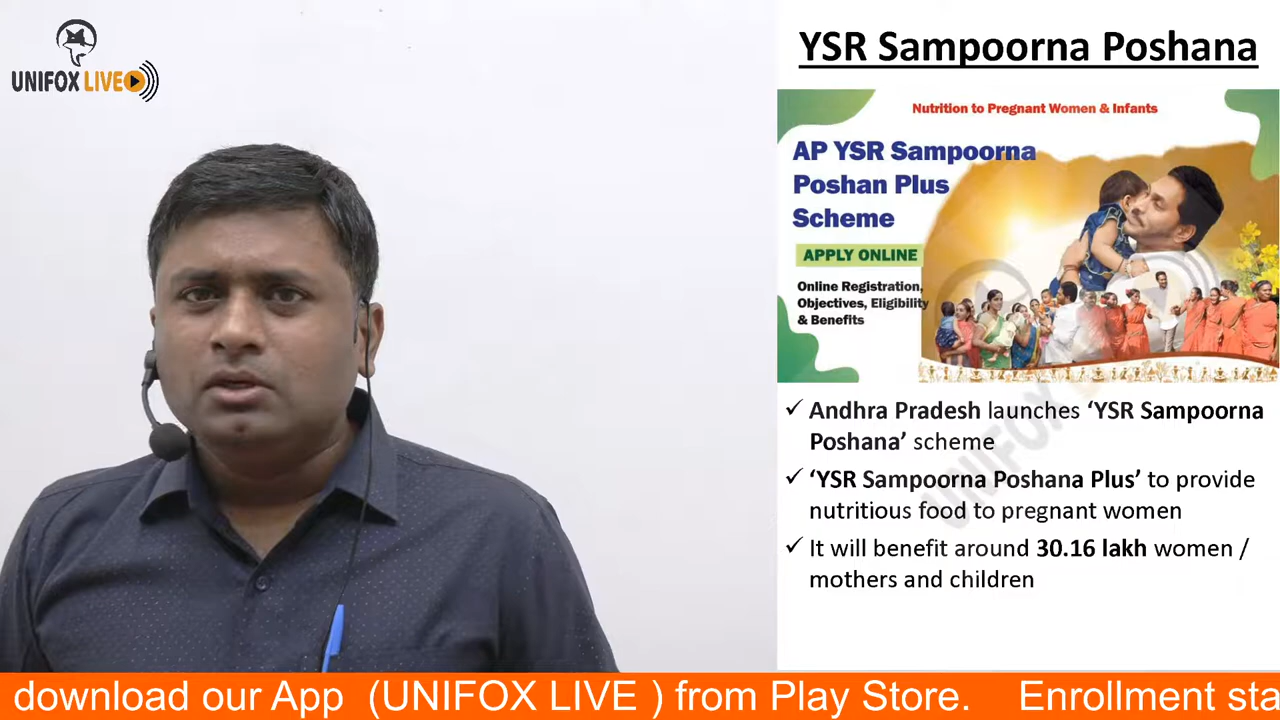 UNIFOX LIVE
YSR Sampoorna Poshana
Nutrition to Pregnant Women & Infants
AP YSR Sampoorna
Poshan Plus
Scheme
APPLY ONLINE
Online Registration,
Objectives, Eligibility
& Benefits
✓ Andhra Pradesh launches ‘YSR Sampoorna
Poshana’ scheme
✓ ‘YSR Sampoorna Poshana Plus’ to provide
nutritious food to pregnant women
✓ It will benefit around 30.16 lakh women /
mothers and children
UNIFOX
download our App (UNIFOX LIVE ) from Play Store. Enrollment sta